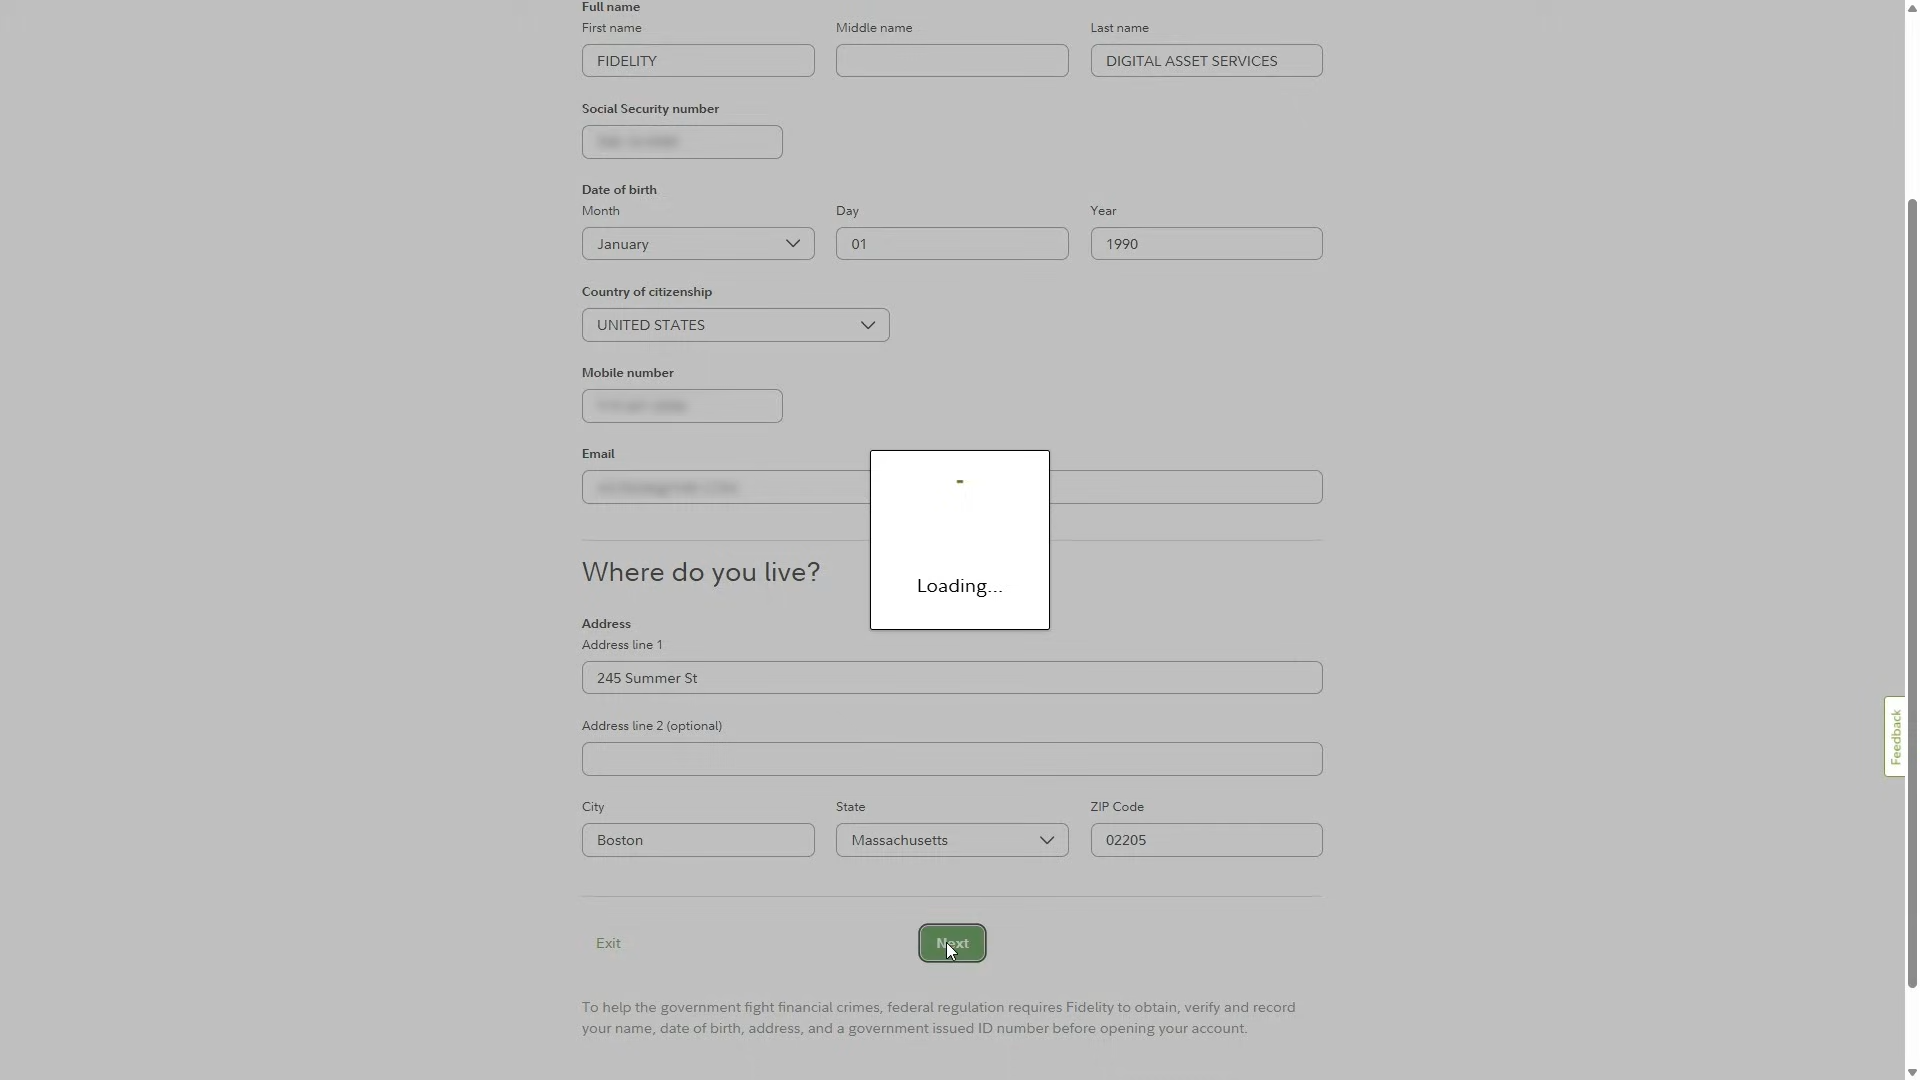 Full name
First name
Middle name
Last name
FIDELITY
DIGITAL ASSET SERVICES
Social Security number
Date of birth
Month
Day
Year
January
01
1990
Country of citizenship
UNITED STATES
Mobile number
Email
Loading...
Where do you live?
Address
Address line 1
245 Summer St
Address line 2 (optional)
City
State
ZIP Code
Boston
Massachusetts
02205
Exit
Next
To help the government fight financial crimes, federal regulation requires Fidelity to obtain, verify and record
your name, date of birth, address, and a government issued ID number before opening your account.
Feedback